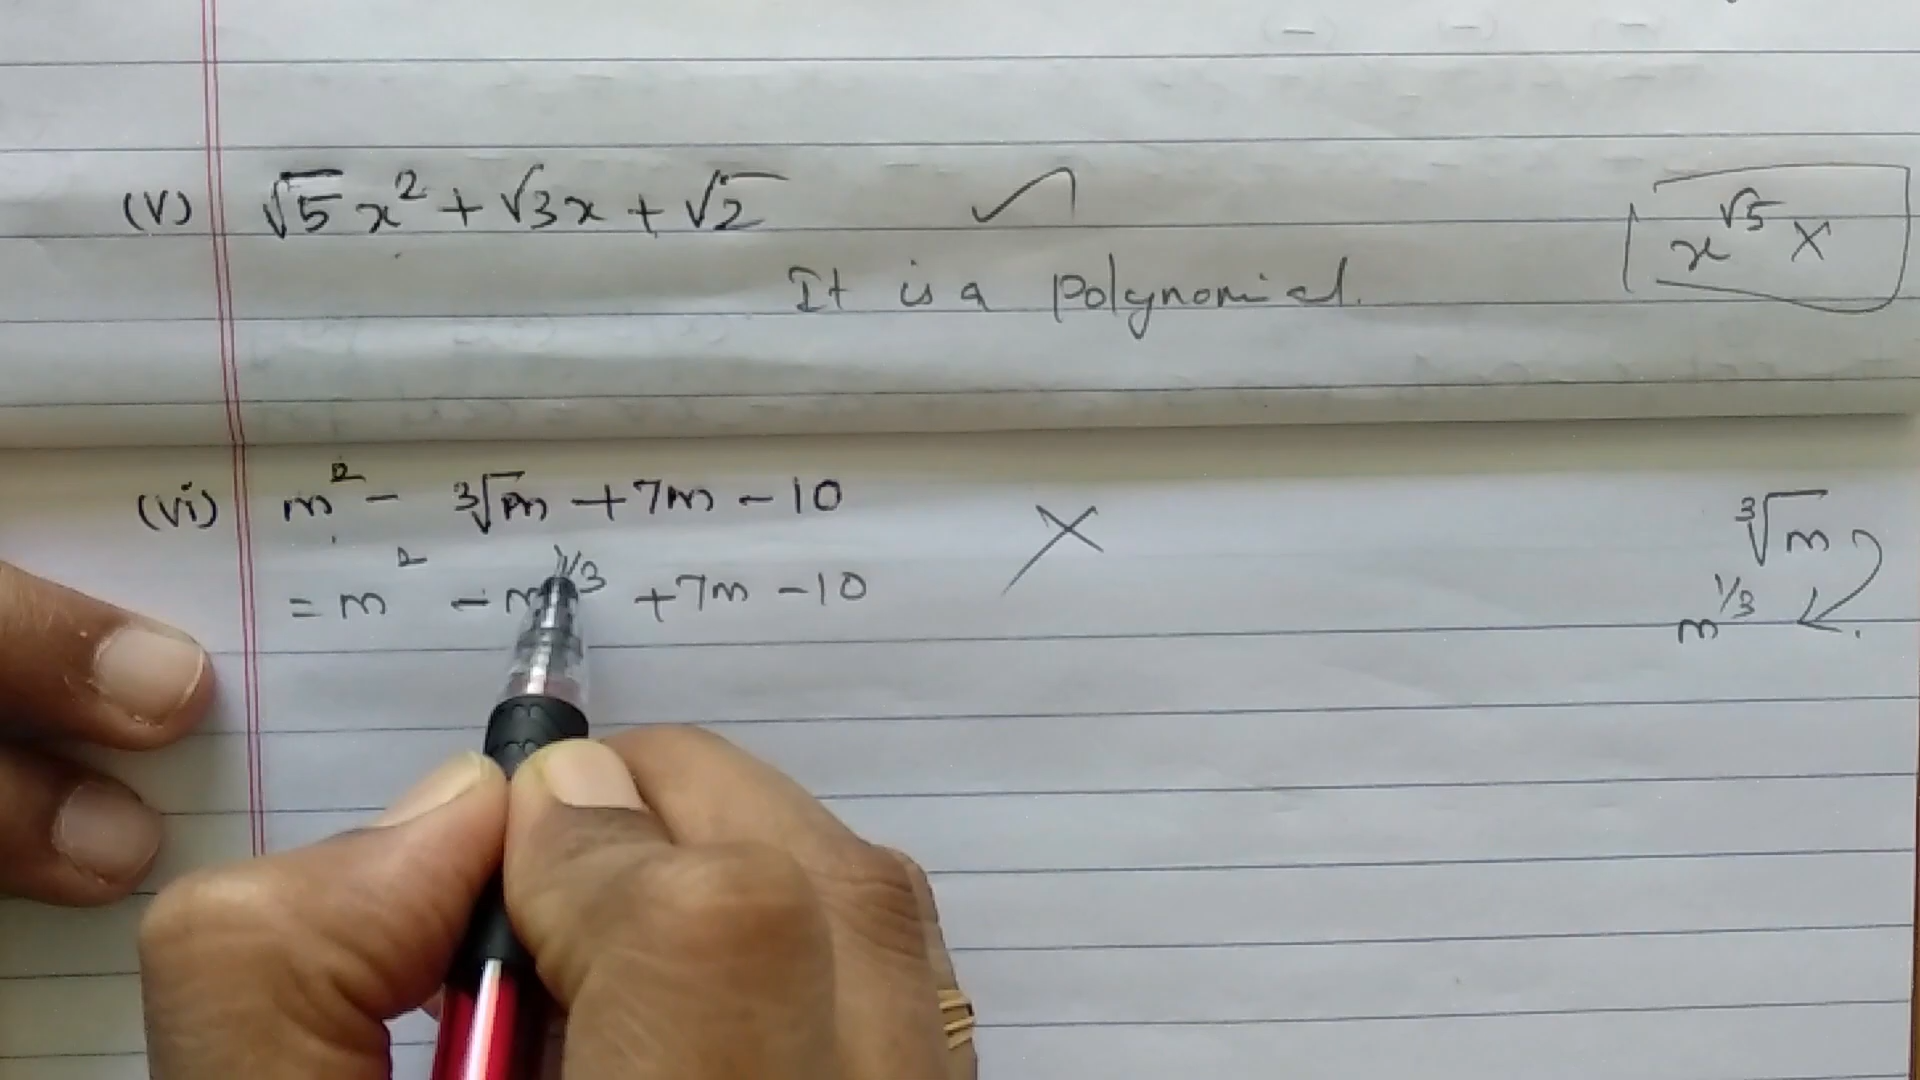 (v) √5 x² + √3x + √2 ✓
x^√5 ×
It is a polynomial.
(vi) m² - ∛m + 7m - 10 ×
∛m
= m² - m^1/3 + 7m - 10
m^1/3